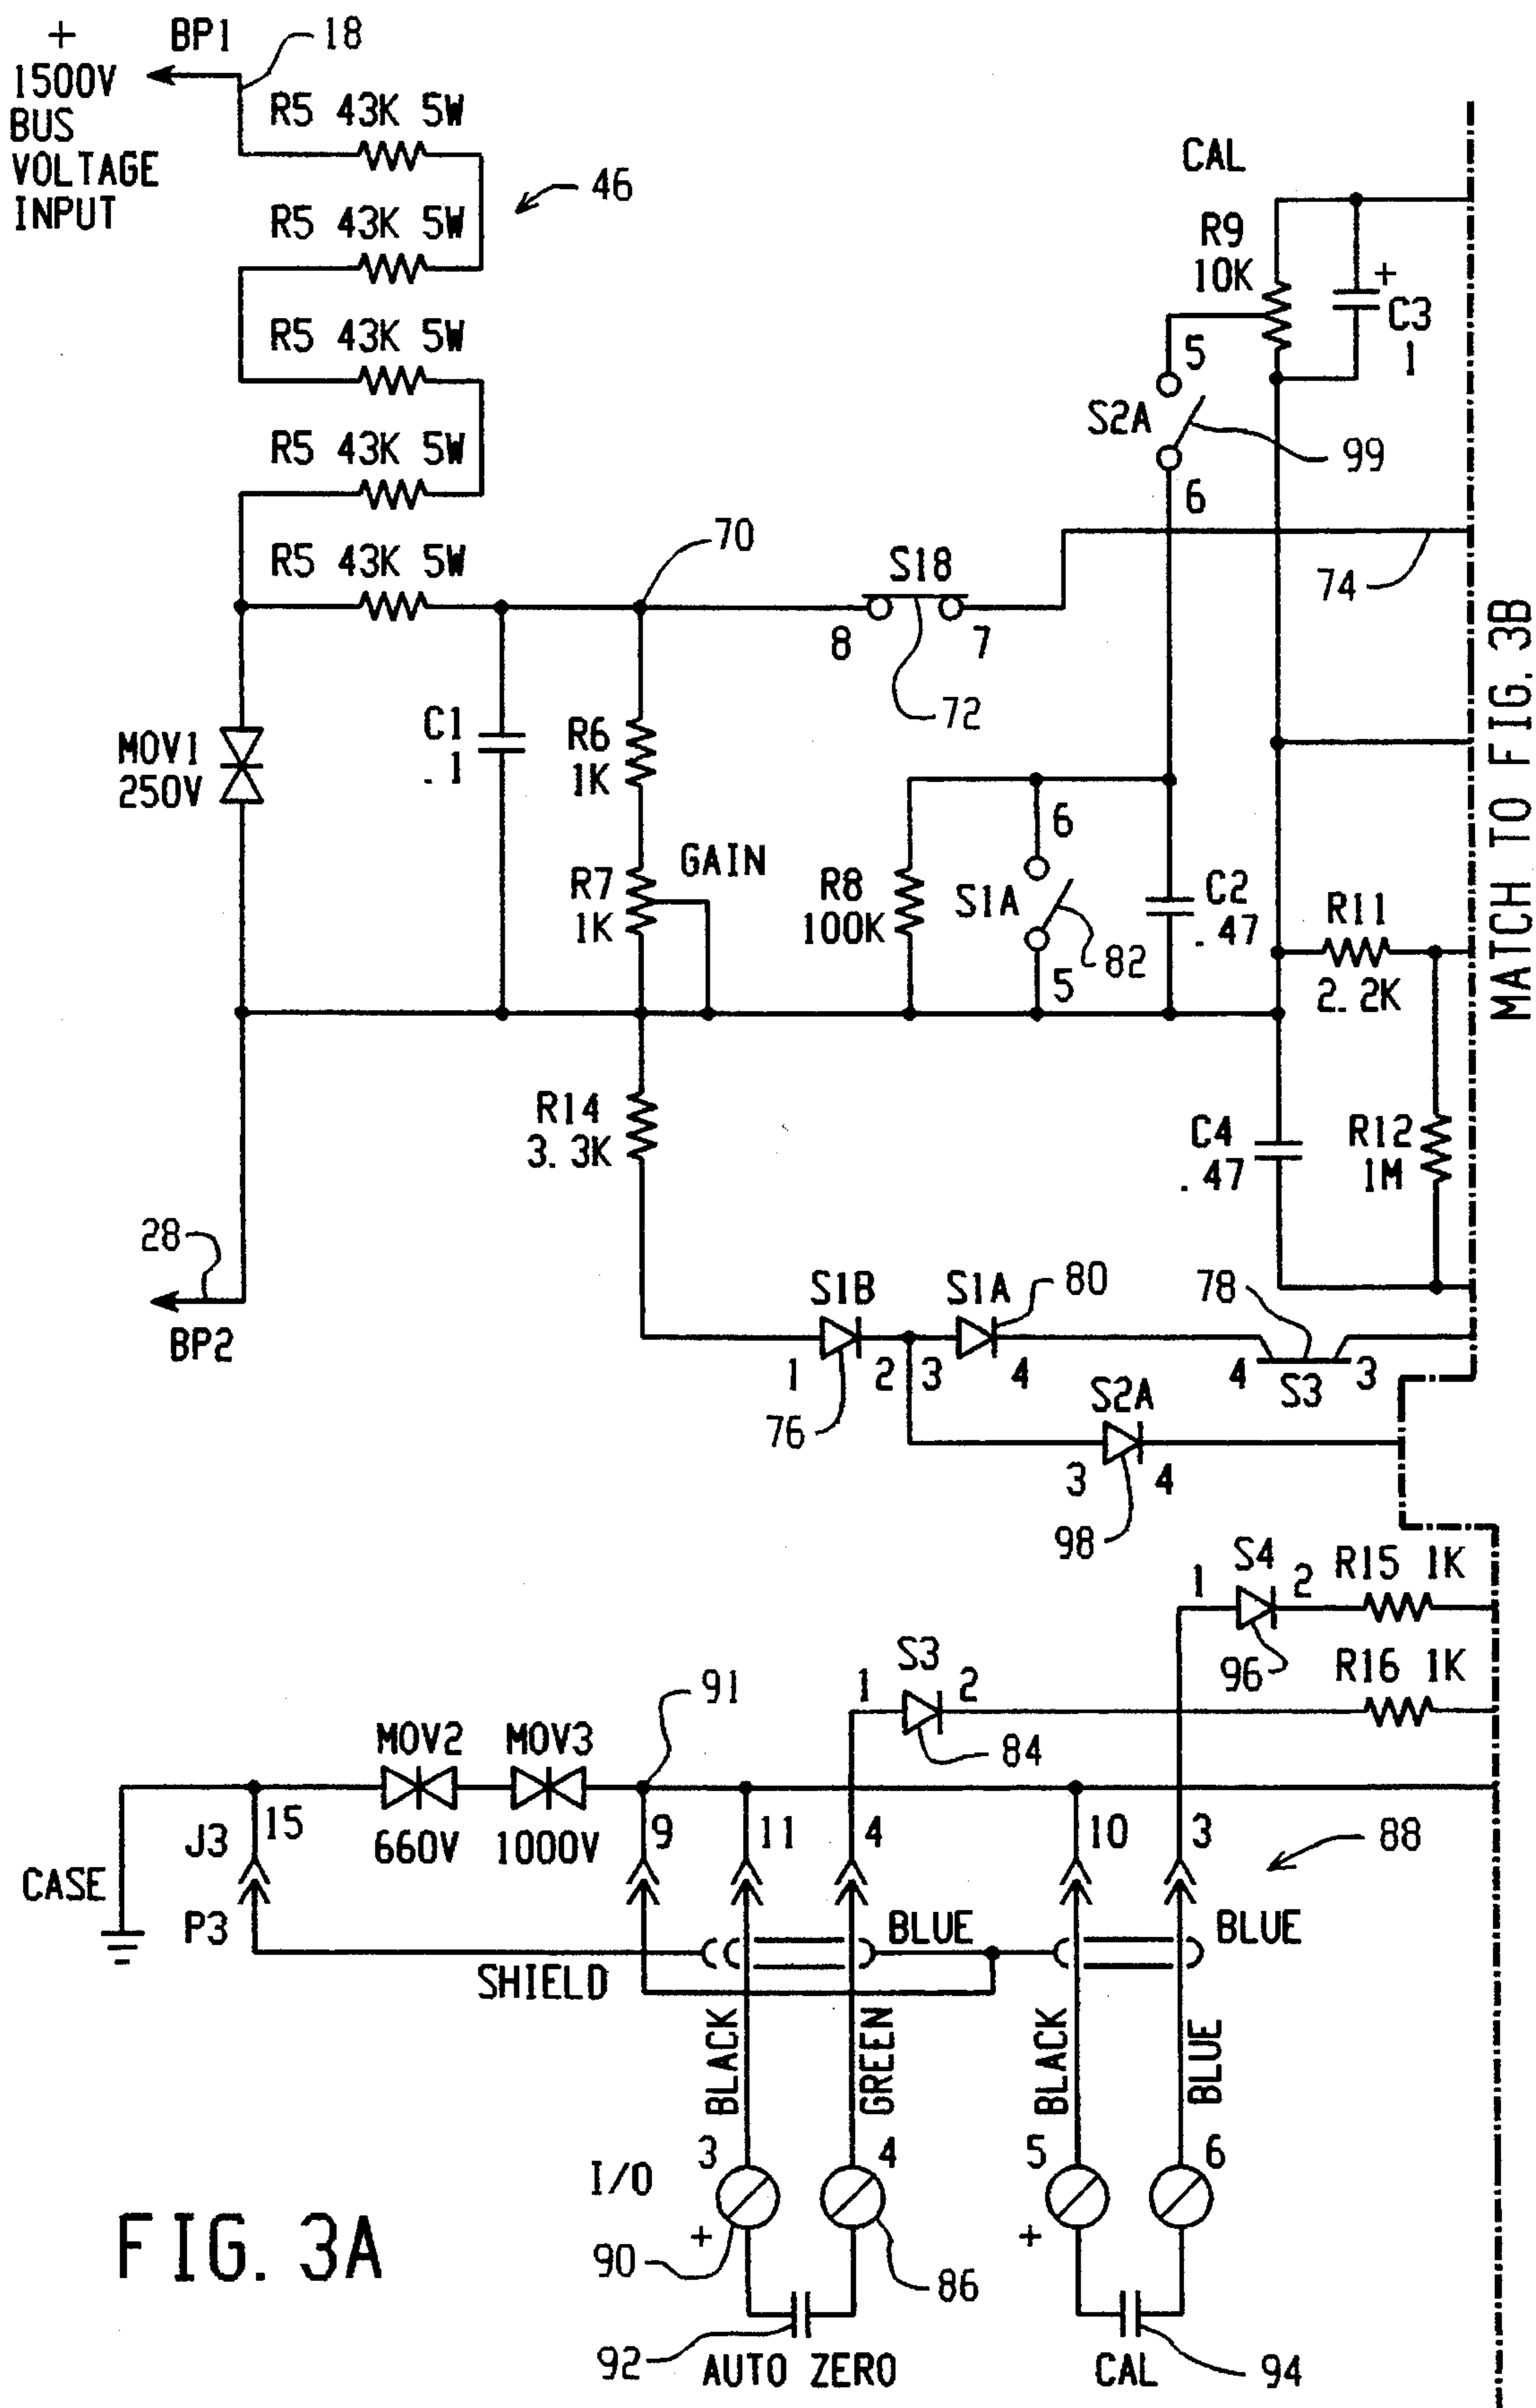 + BP1 18
1500V
BUS
VOLTAGE
INPUT
R5 43K 5W
46
R5 43K 5W
R5 43K 5W
R5 43K 5W
R5 43K 5W
CAL
R9
10K
+
C3
1
5
S2A
99
6
70
S18
8 7
72
74
MATCH TO FIG. 3B
MOV1
250V
C1
.1
R6
1K
R7
1K
GAIN
R8
100K
6
S1A
82
5
C2
.47
R11
2.2K
R14
3.3K
C4
.47
R12
1M
28
BP2
S1B S1A 80
78
1 2 3 4 4 3
S3
76
S2A
3 4
98
1 S4 2 R15 1K
96
R16 1K
S3
1 2
84
91
MOV2 MOV3
660V 1000V
J3 15 9 11 4 10 3
88
CASE
P3
BLUE BLUE
SHIELD
BLACK GREEN BLACK BLUE
I/O 3 4 5 6
+ +
90 86
92 AUTO ZERO CAL 94
FIG. 3A